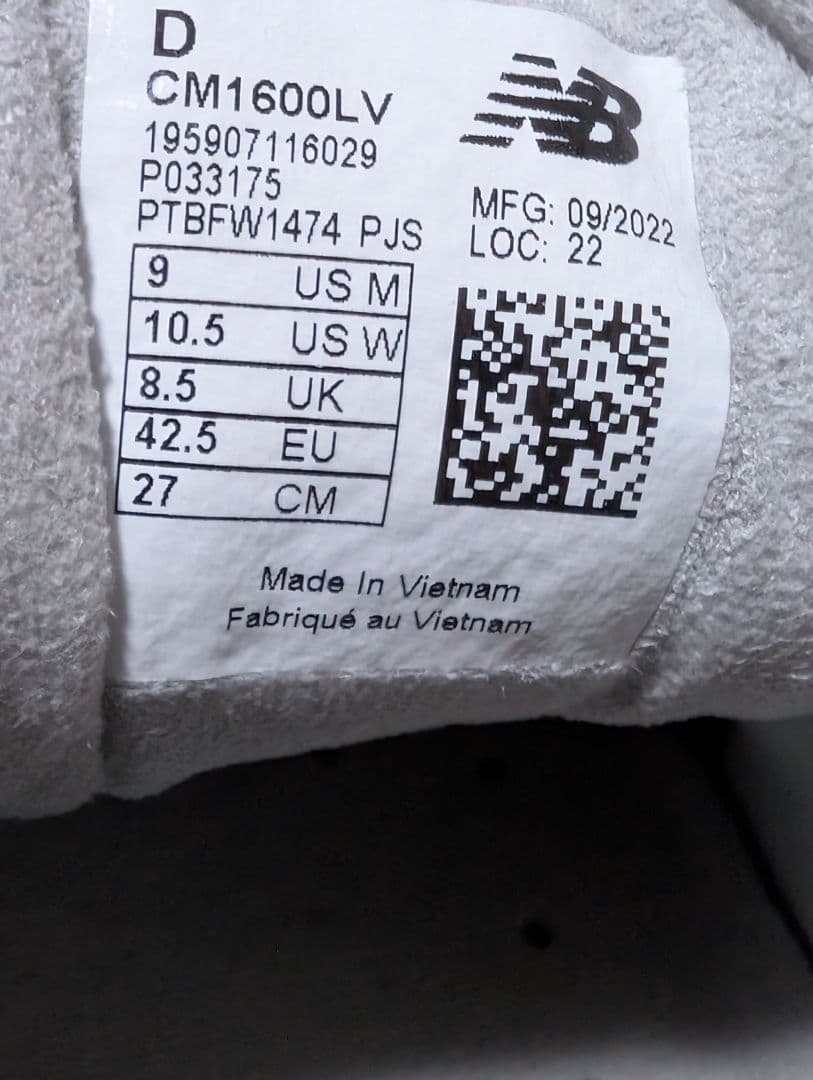 D
CM1600LV
195907116029
P033175
PTBFW1474 PJS
9 US M
10.5 US W
8.5 UK
42.5 EU
27 CM
NB
MFG: 09/2022
LOC: 22
Made In Vietnam
Fabriqué au Vietnam